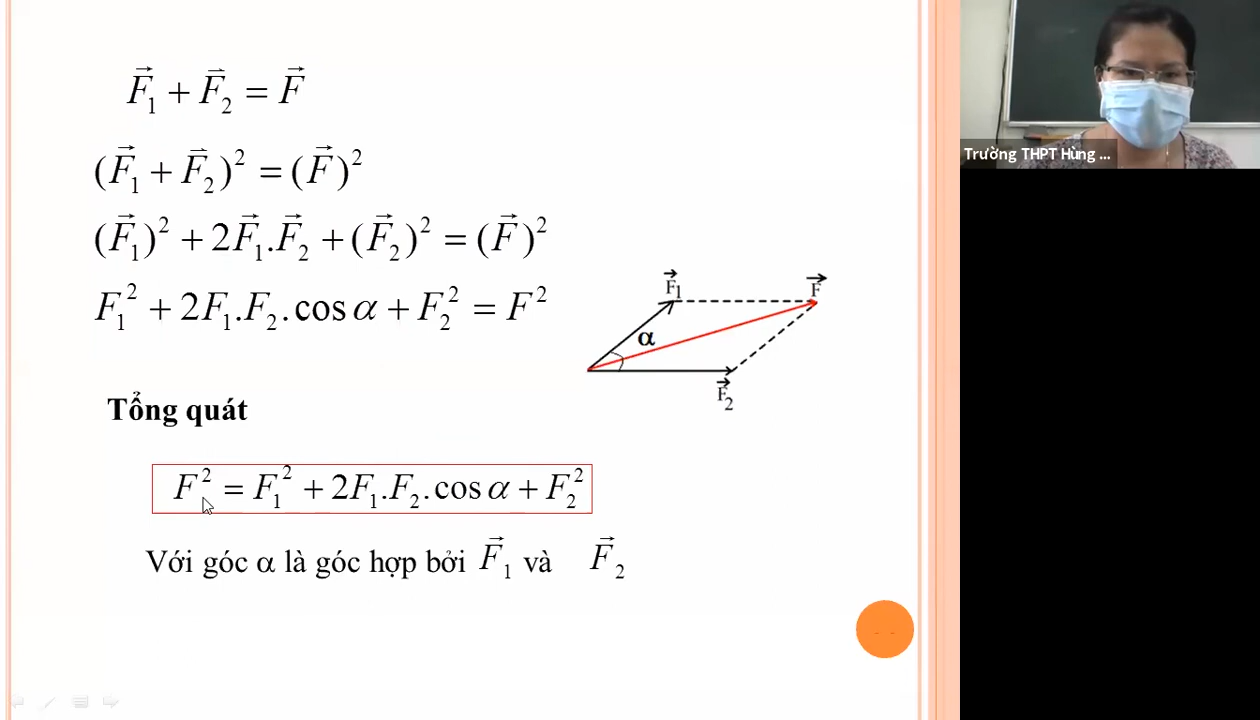 F⃗₁ + F⃗₂ = F⃗
(F⃗₁ + F⃗₂)² = (F⃗)²
(F⃗₁)² + 2F⃗₁.F⃗₂ + (F⃗₂)² = (F⃗)²
F₁² + 2F₁.F₂.cos α + F₂² = F²
F⃗₁
F⃗
α
F⃗₂
Tổng quát
F² = F₁² + 2F₁.F₂.cos α + F₂²
Với góc α là góc hợp bởi F⃗₁ và F⃗₂
Trường THPT Hùng ...